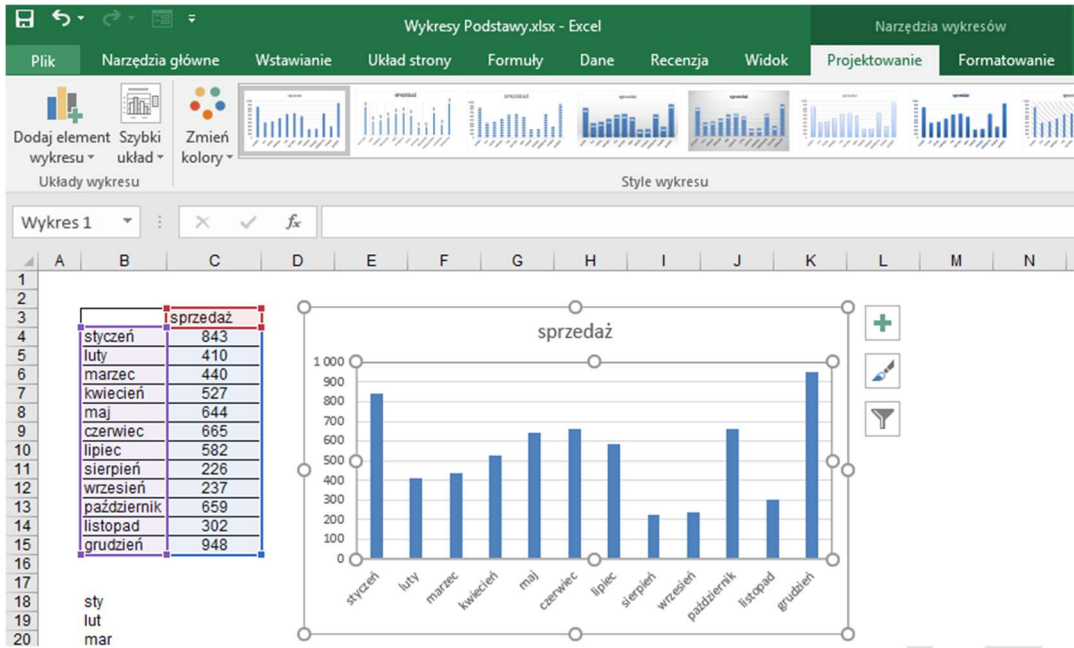 Wykresy Podstawy.xlsx - Excel
Narzędzia wykresów
Plik Narzędzia główne Wstawianie Układ strony Formuły Dane Recenzja Widok Projektowanie Formatowanie
Dodaj element wykresu
Szybki układ
Zmień kolory
Układy wykresu
Style wykresu
Wykres 1
fx
A B C D E F G H I J K L M N
1
2
3 sprzedaż
4 styczeń 843
5 luty 410
6 marzec 440
7 kwiecień 527
8 maj 644
9 czerwiec 665
10 lipiec 582
11 sierpień 226
12 wrzesień 237
13 październik 659
14 listopad 302
15 grudzień 948
16
17
18 sty
19 lut
20 mar
sprzedaż
1 000
900
800
700
600
500
400
300
200
100
0
styczeń luty marzec kwiecień maj czerwiec lipiec sierpień wrzesień październik listopad grudzień